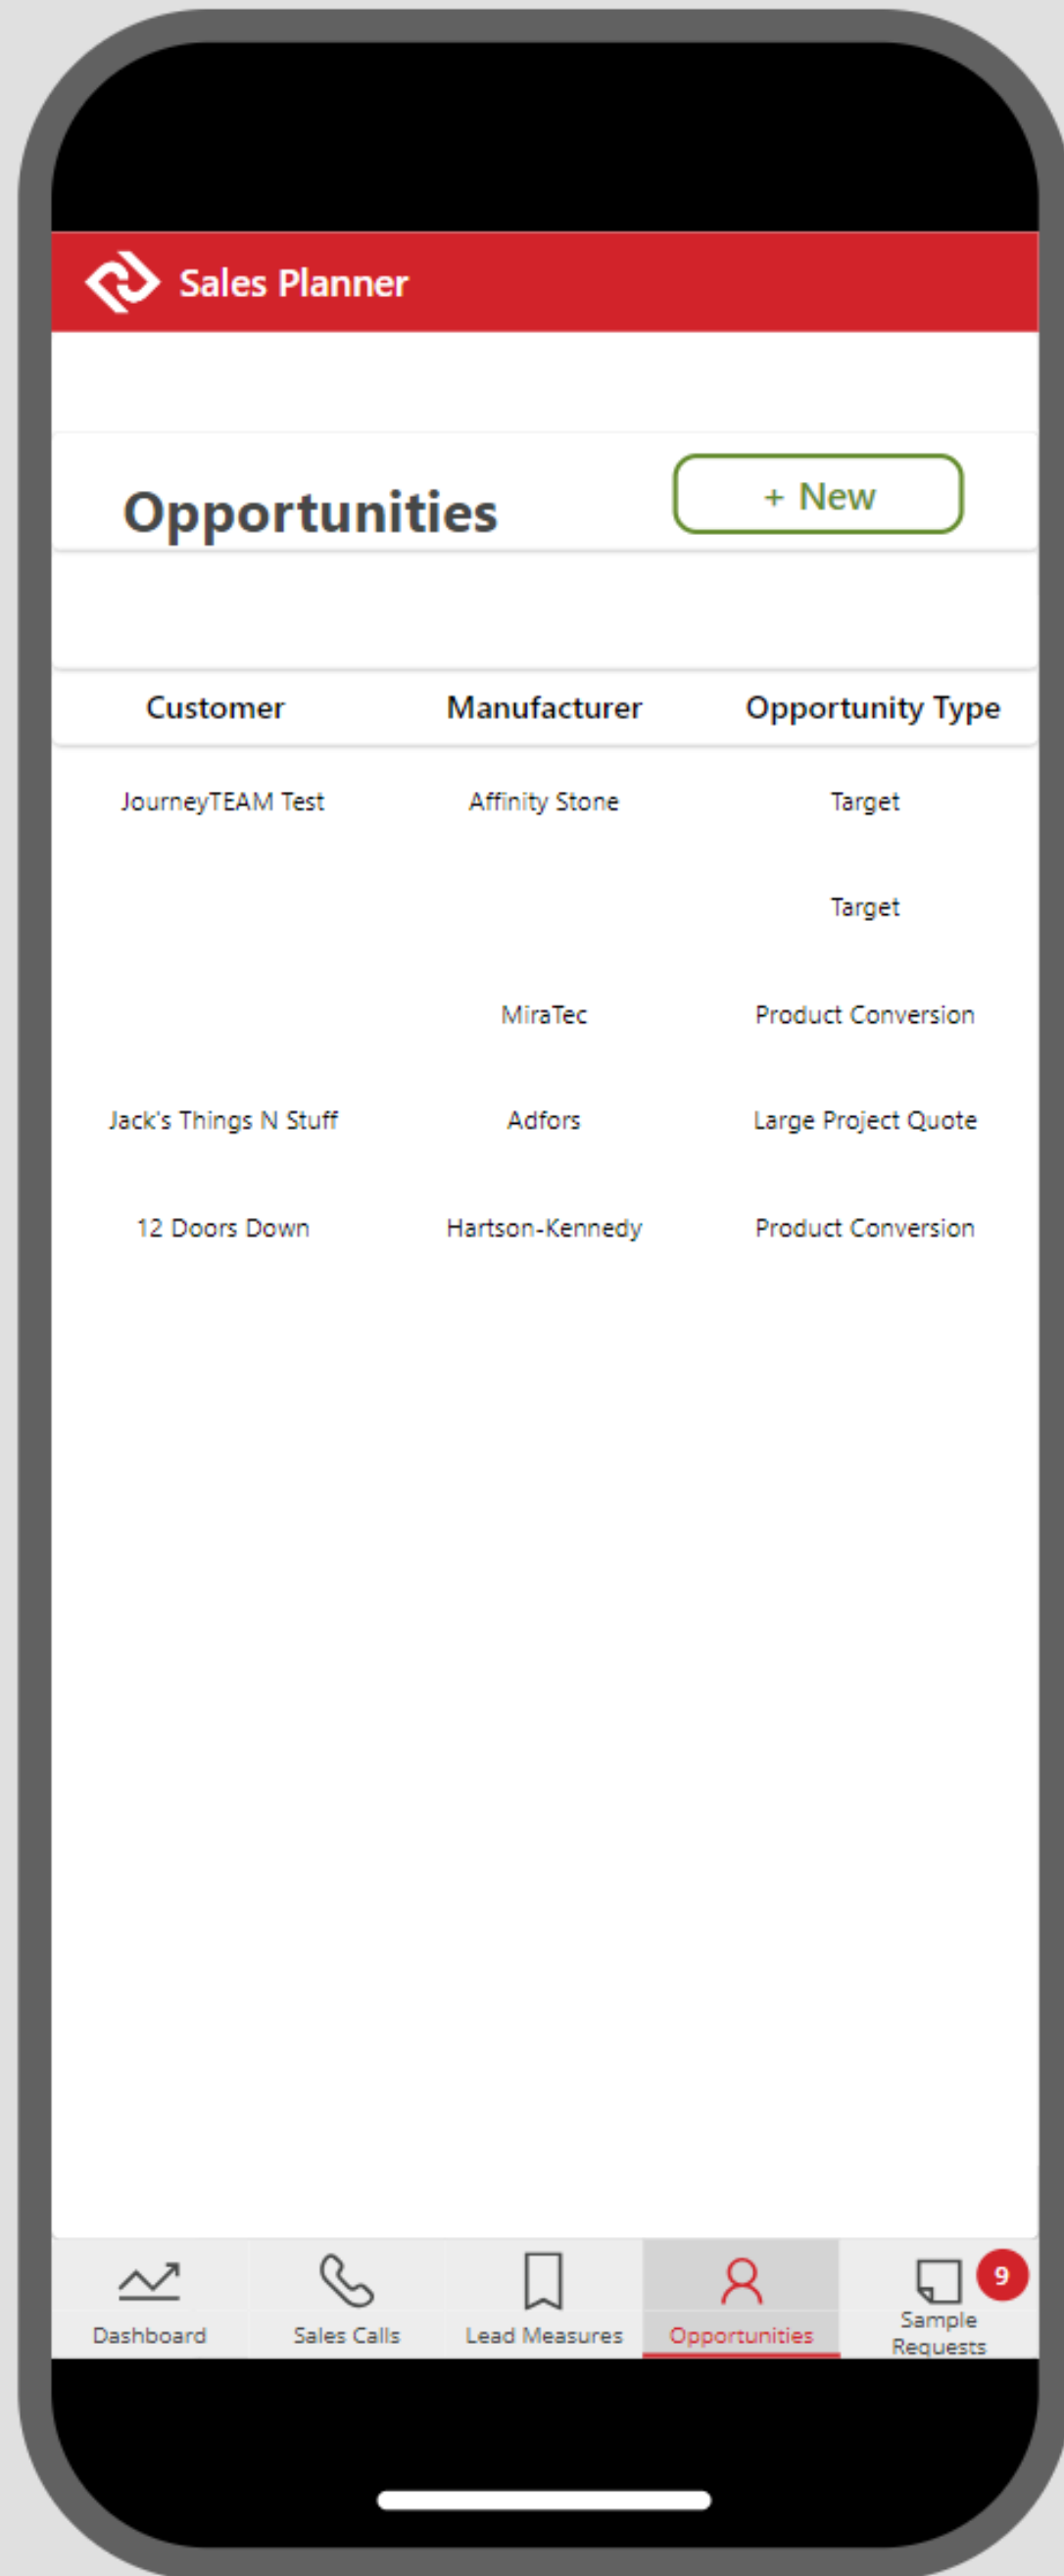 Sales Planner
Opportunities
+ New
Customer Manufacturer Opportunity Type
JourneyTEAM Test Affinity Stone Target
Target
MiraTec Product Conversion
Jack's Things N Stuff Adfors Large Project Quote
12 Doors Down Hartson-Kennedy Product Conversion
9
Dashboard Sales Calls Lead Measures Opportunities Sample
Requests